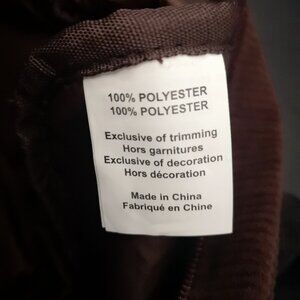 100% POLYESTER
100% POLYESTER
Exclusive of trimming
Hors garnitures
Exclusive of decoration
Hors décoration
Made in China
Fabriqué en Chine